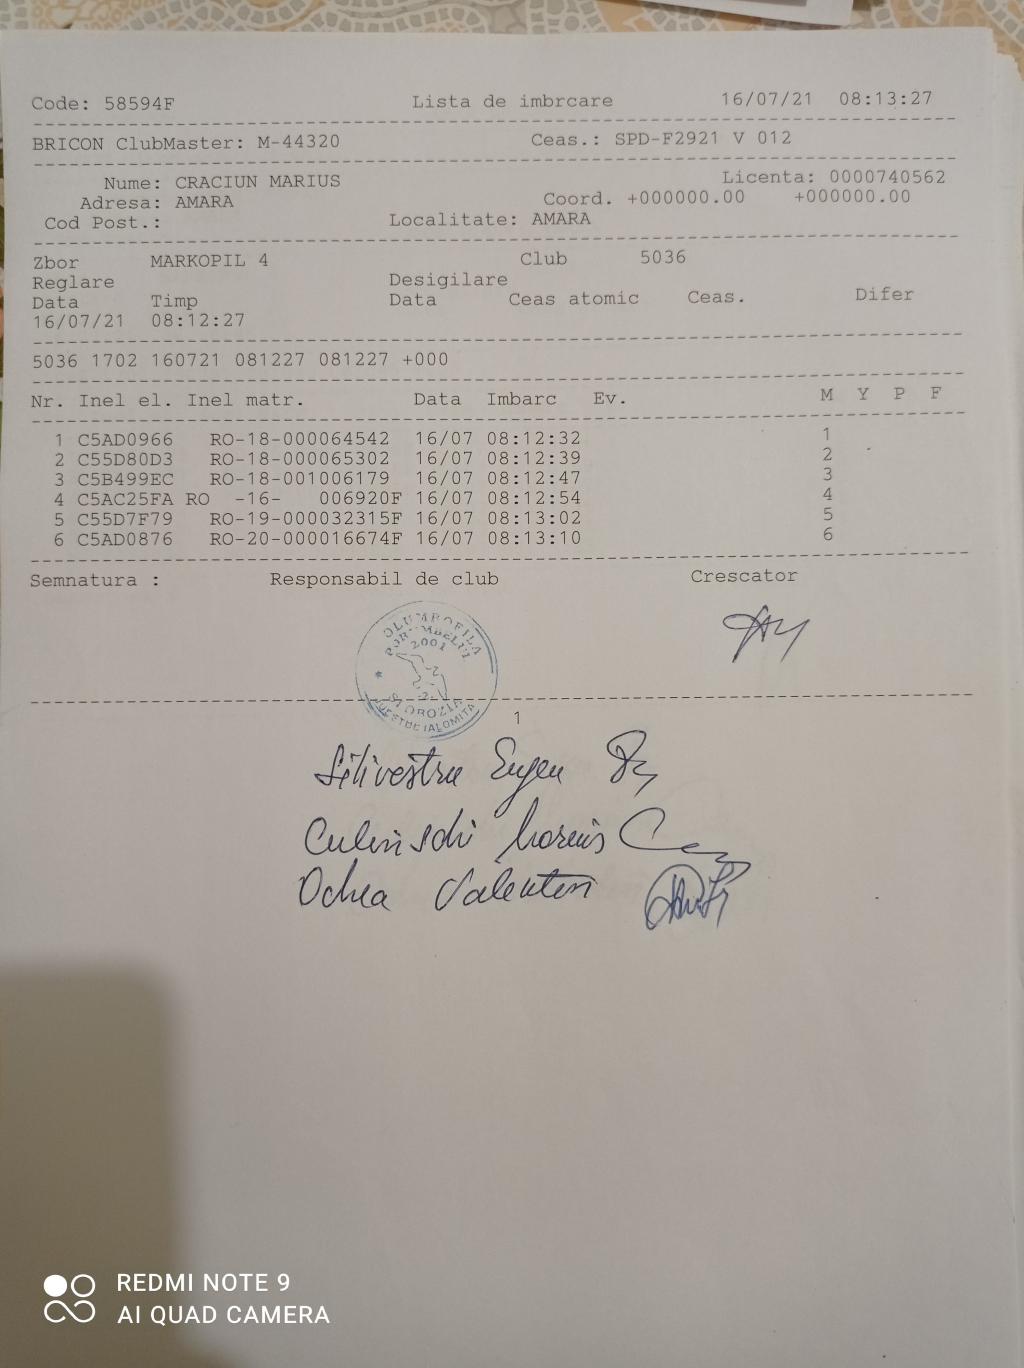 Code: 58594F Lista de imbrcare 16/07/21 08:13:27
BRICON ClubMaster: M-44320 Ceas.: SPD-F2921 V 012
Nume: CRACIUN MARIUS Licenta: 0000740562
Adresa: AMARA Coord. +000000.00 +000000.00
Cod Post.: Localitate: AMARA
Zbor MARKOPIL 4 Club 5036
Reglare Desigilare
Data Timp Data Ceas atomic Ceas. Difer
16/07/21 08:12:27
5036 1702 160721 081227 081227 +000
Nr. Inel el. Inel matr. Data Imbarc Ev. M Y P F
1 C5AD0966 RO-18-000064542 16/07 08:12:32 1
2 C55D80D3 RO-18-000065302 16/07 08:12:39 2
3 C5B499EC RO-18-001006179 16/07 08:12:47 3
4 C5AC25FA RO -16- 006920F 16/07 08:12:54 4
5 C55D7F79 RO-19-000032315F 16/07 08:13:02 5
6 C5AD0876 RO-20-000016674F 16/07 08:13:10 6
Semnatura : Responsabil de club Crescator
OLUMBOFILA
2001
IALOMITA
1
Silivestru Eugen
Ochea Valentin
REDMI NOTE 9
AI QUAD CAMERA